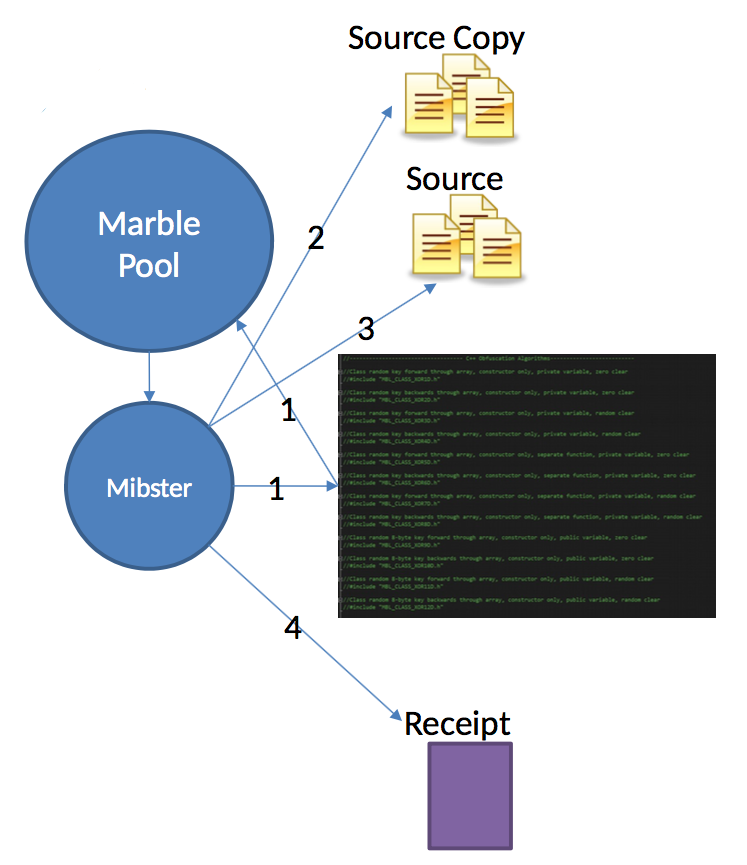 Source Copy
Source
Marble
Pool
2
3
1
Mibster
1
4
Receipt
C++ Obfuscation Algorithms
//Class random key forward through array, constructor only, private variable, zero clear
//#include "MBL_CLASS_XOR1D.h"
//Class random key backwards through array, constructor only, private variable, zero clear
//#include "MBL_CLASS_XOR2D.h"
//Class random key forward through array, constructor only, private variable, random clear
//#include "MBL_CLASS_XOR3D.h"
//Class random key backwards through array, constructor only, private variable, random clear
//#include "MBL_CLASS_XOR4D.h"
//Class random key forward through array, constructor only, separate function, private variable, zero clear
//#include "MBL_CLASS_XOR5D.h"
//Class random key backwards through array, constructor only, separate function, private variable, zero clear
//#include "MBL_CLASS_XOR6D.h"
//Class random key forward through array, constructor only, separate function, private variable, random clear
//#include "MBL_CLASS_XOR7D.h"
//Class random key backwards through array, constructor only, separate function, private variable, random clear
//#include "MBL_CLASS_XOR8D.h"
//Class random 8-byte key forward through array, constructor only, public variable, zero clear
//#include "MBL_CLASS_XOR9D.h"
//Class random 8-byte key backwards through array, constructor only, public variable, zero clear
//#include "MBL_CLASS_XOR10D.h"
//Class random 8-byte key forward through array, constructor only, public variable, random clear
//#include "MBL_CLASS_XOR11D.h"
//Class random 8-byte key backwards through array, constructor only, public variable, random clear
//#include "MBL_CLASS_XOR12D.h"